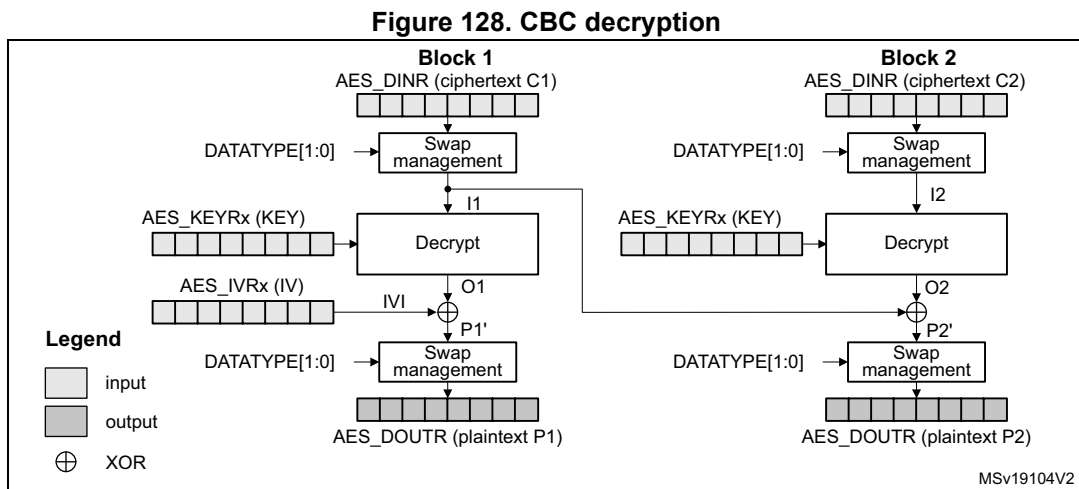 Figure 128. CBC decryption
Block 1
AES_DINR (ciphertext C1)
DATATYPE[1:0]
Swap
management
I1
AES_KEYRx (KEY)
Decrypt
AES_IVRx (IV)
IVI
O1
P1'
DATATYPE[1:0]
Swap
management
AES_DOUTR (plaintext P1)
Block 2
AES_DINR (ciphertext C2)
DATATYPE[1:0]
Swap
management
I2
AES_KEYRx (KEY)
Decrypt
O2
P2'
DATATYPE[1:0]
Swap
management
AES_DOUTR (plaintext P2)
Legend
input
output
XOR
MSv19104V2